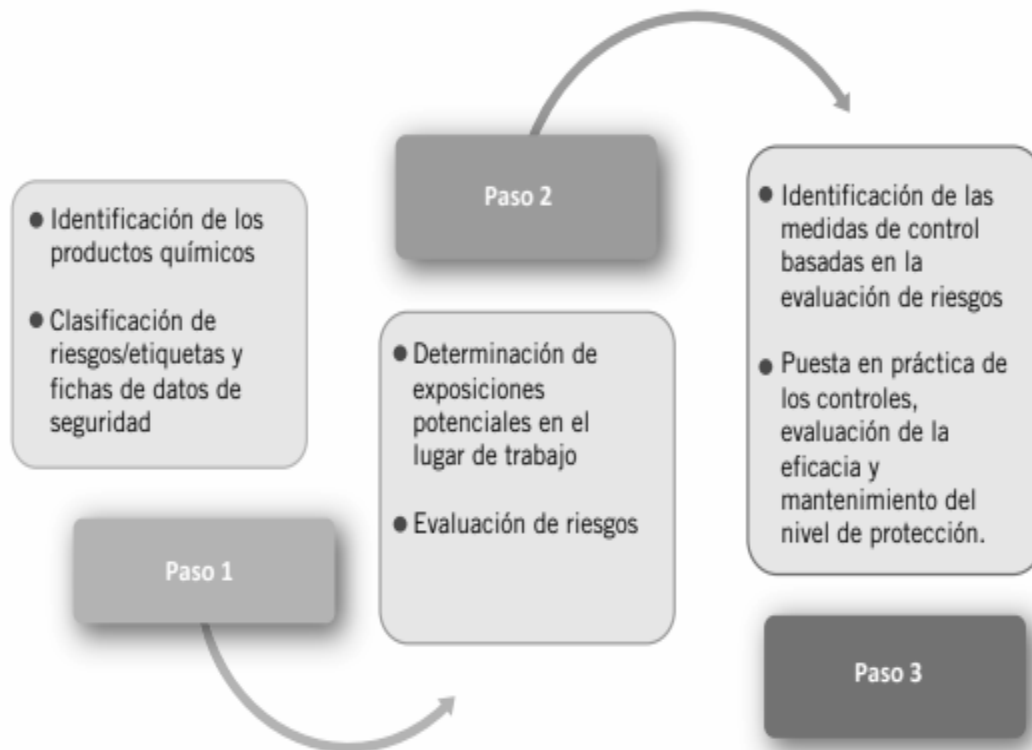 ● Identificación de los
productos químicos
● Clasificación de
riesgos/etiquetas y
fichas de datos de
seguridad
Paso 1
Paso 2
● Determinación de
exposiciones
potenciales en el
lugar de trabajo
● Evaluación de riesgos
● Identificación de las
medidas de control
basadas en la
evaluación de riesgos
● Puesta en práctica de
los controles,
evaluación de la
eficacia y
mantenimiento del
nivel de protección.
Paso 3